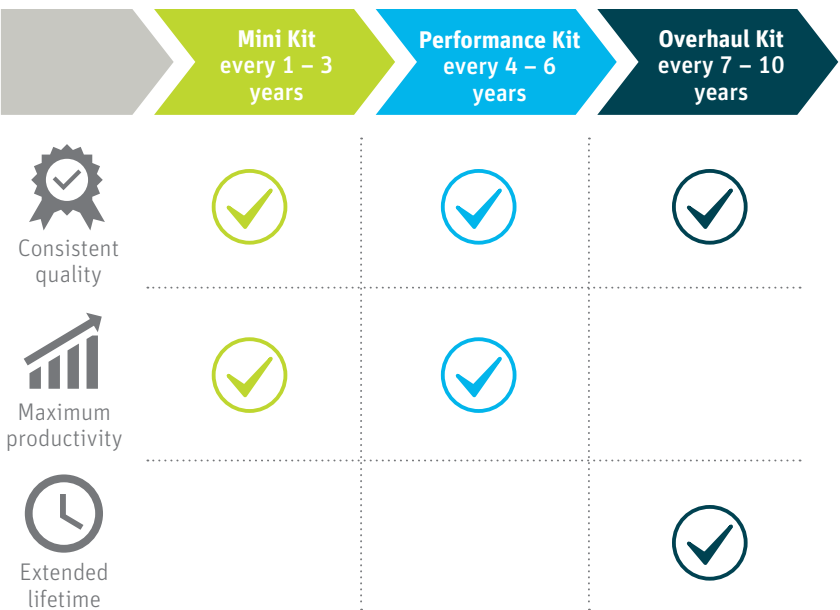 Mini Kit
every 1 – 3
years
Performance Kit
every 4 – 6
years
Overhaul Kit
every 7 – 10
years
Consistent
quality
Maximum
productivity
Extended
lifetime